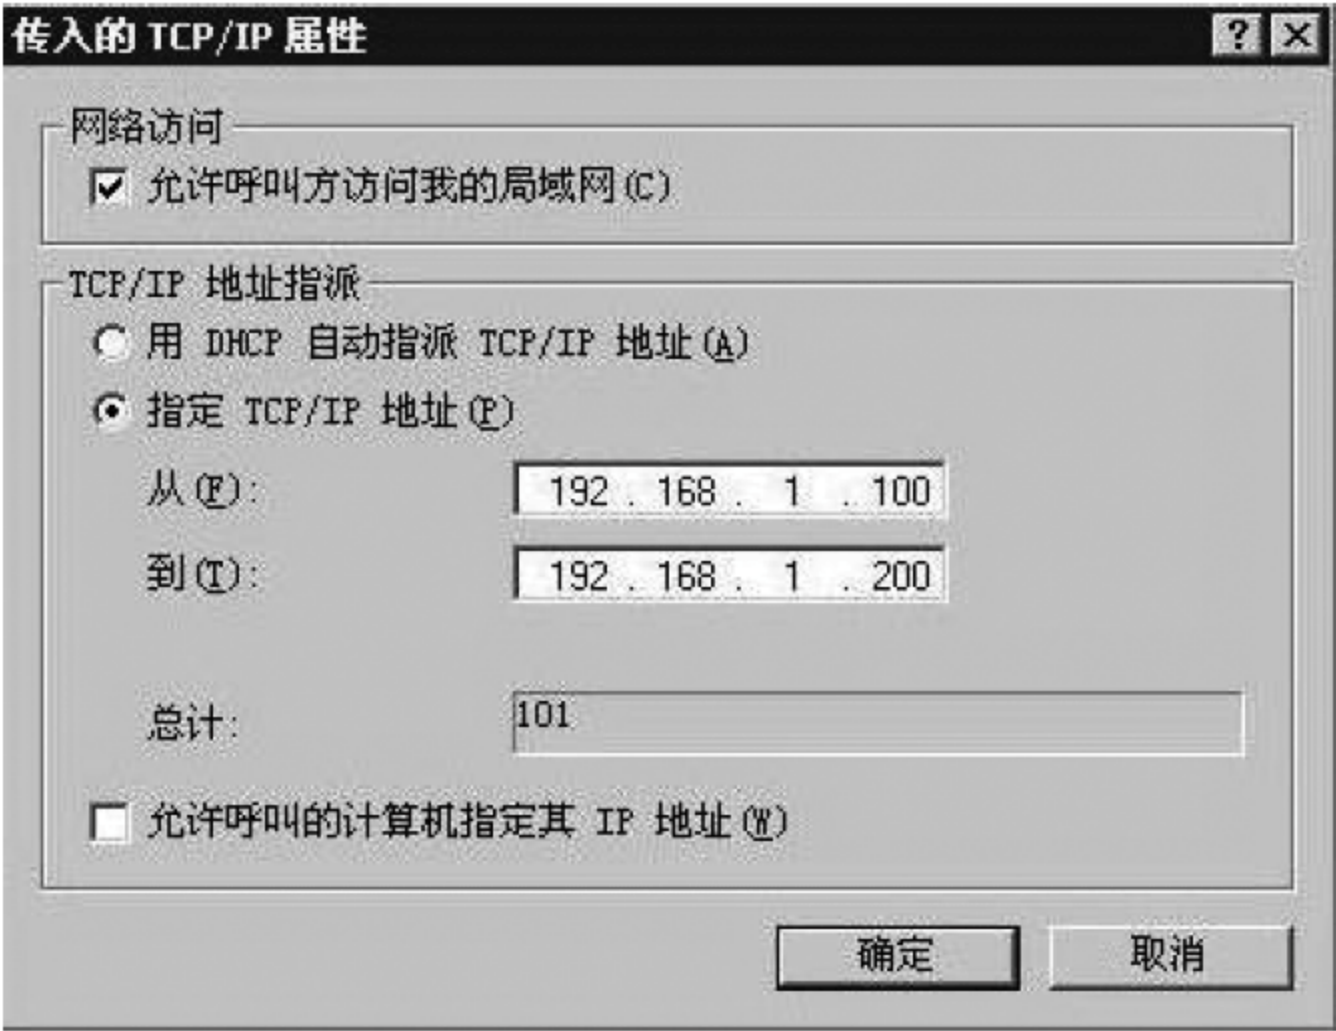 传入的 TCP/IP 属性
网络访问
允许呼叫方访问我的局域网(C)
TCP/IP 地址指派
用 DHCP 自动指派 TCP/IP 地址(A)
指定 TCP/IP 地址(P)
从(F): 192 . 168 . 1 . 100
到(T): 192 . 168 . 1 . 200
总计: 101
允许呼叫的计算机指定其 IP 地址(W)
确定 取消